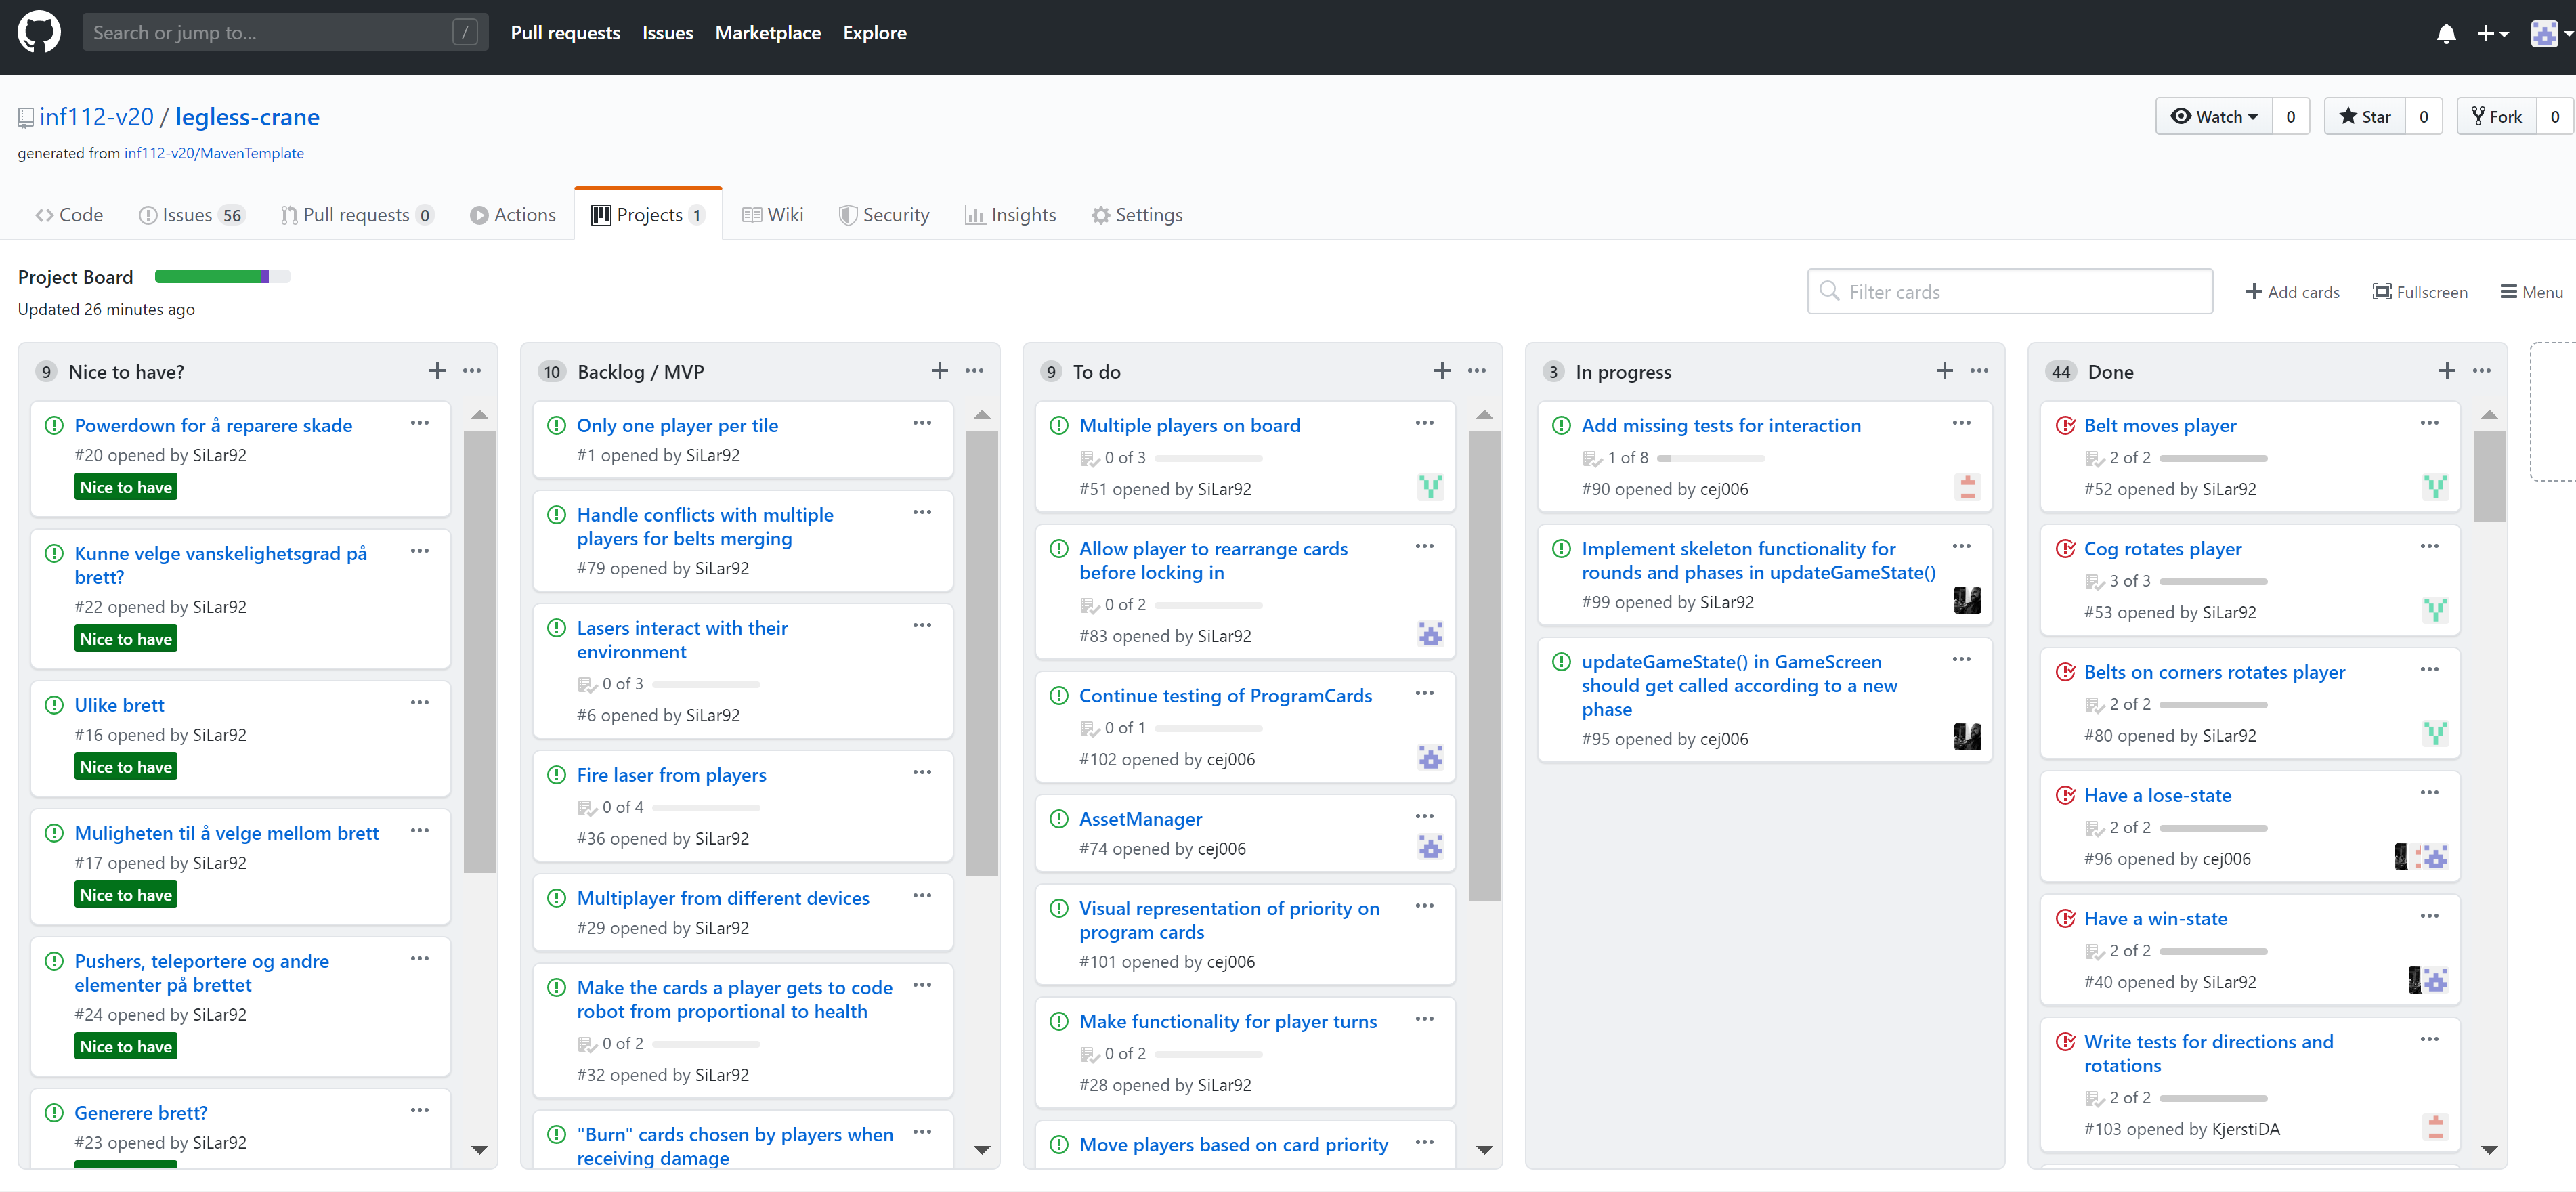 Search or jump to... /
Pull requests Issues Marketplace Explore
inf112-v20 / legless-crane
Watch 0 Star 0 Fork 0
generated from inf112-v20/MavenTemplate
Code Issues 56 Pull requests 0 Actions Projects 1 Wiki Security Insights Settings
Project Board
Updated 26 minutes ago
Filter cards
Add cards Fullscreen Menu
9 Nice to have?
Powerdown for å reparere skade
#20 opened by SiLar92
Nice to have
Kunne velge vanskelighetsgrad på
brett?
#22 opened by SiLar92
Nice to have
Ulike brett
#16 opened by SiLar92
Nice to have
Muligheten til å velge mellom brett
#17 opened by SiLar92
Nice to have
Pushers, teleportere og andre
elementer på brettet
#24 opened by SiLar92
Nice to have
Generere brett?
#23 opened by SiLar92
10 Backlog / MVP
Only one player per tile
#1 opened by SiLar92
Handle conflicts with multiple
players for belts merging
#79 opened by SiLar92
Lasers interact with their
environment
0 of 3
#6 opened by SiLar92
Fire laser from players
0 of 4
#36 opened by SiLar92
Multiplayer from different devices
#29 opened by SiLar92
Make the cards a player gets to code
robot from proportional to health
0 of 2
#32 opened by SiLar92
"Burn" cards chosen by players when
receiving damage
9 To do
Multiple players on board
0 of 3
#51 opened by SiLar92
Allow player to rearrange cards
before locking in
0 of 2
#83 opened by SiLar92
Continue testing of ProgramCards
0 of 1
#102 opened by cej006
AssetManager
#74 opened by cej006
Visual representation of priority on
program cards
#101 opened by cej006
Make functionality for player turns
0 of 2
#28 opened by SiLar92
Move players based on card priority
3 In progress
Add missing tests for interaction
1 of 8
#90 opened by cej006
Implement skeleton functionality for
rounds and phases in updateGameState()
#99 opened by SiLar92
updateGameState() in GameScreen
should get called according to a new
phase
#95 opened by cej006
44 Done
Belt moves player
2 of 2
#52 opened by SiLar92
Cog rotates player
3 of 3
#53 opened by SiLar92
Belts on corners rotates player
2 of 2
#80 opened by SiLar92
Have a lose-state
2 of 2
#96 opened by cej006
Have a win-state
2 of 2
#40 opened by SiLar92
Write tests for directions and
rotations
2 of 2
#103 opened by KjerstiDA